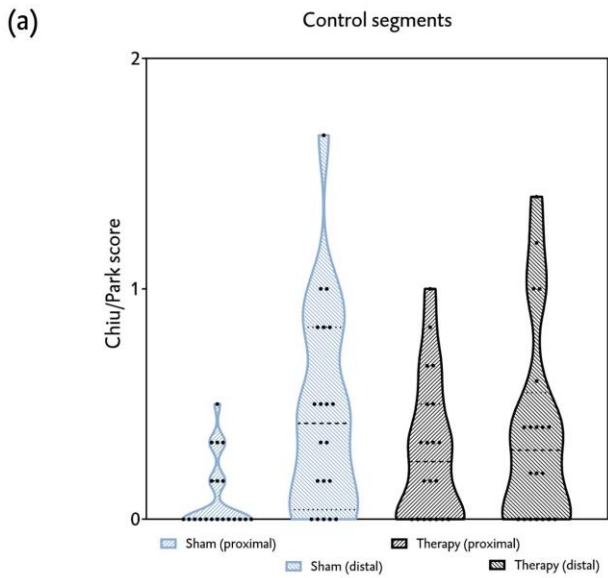 (a)
Control segments
2
1
0
Chiu/Park score
Sham (proximal) Therapy (proximal)
Sham (distal) Therapy (distal)